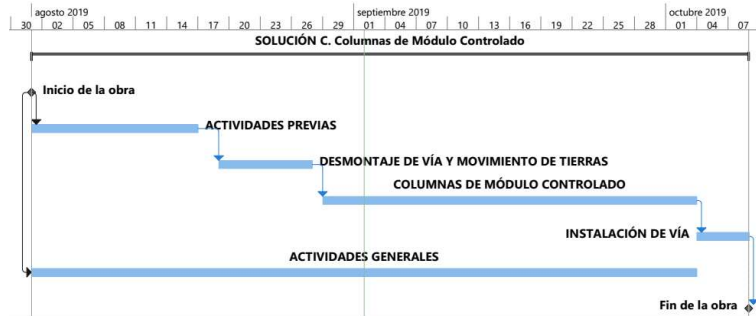 agosto 2019 septiembre 2019 octubre 2019
30 02 05 08 11 14 17 20 23 26 29 01 04 07 10 13 16 19 22 25 28 01 04 07
SOLUCIÓN C. Columnas de Módulo Controlado
Inicio de la obra
ACTIVIDADES PREVIAS
DESMONTAJE DE VÍA Y MOVIMIENTO DE TIERRAS
COLUMNAS DE MÓDULO CONTROLADO
INSTALACIÓN DE VÍA
ACTIVIDADES GENERALES
Fin de la obra